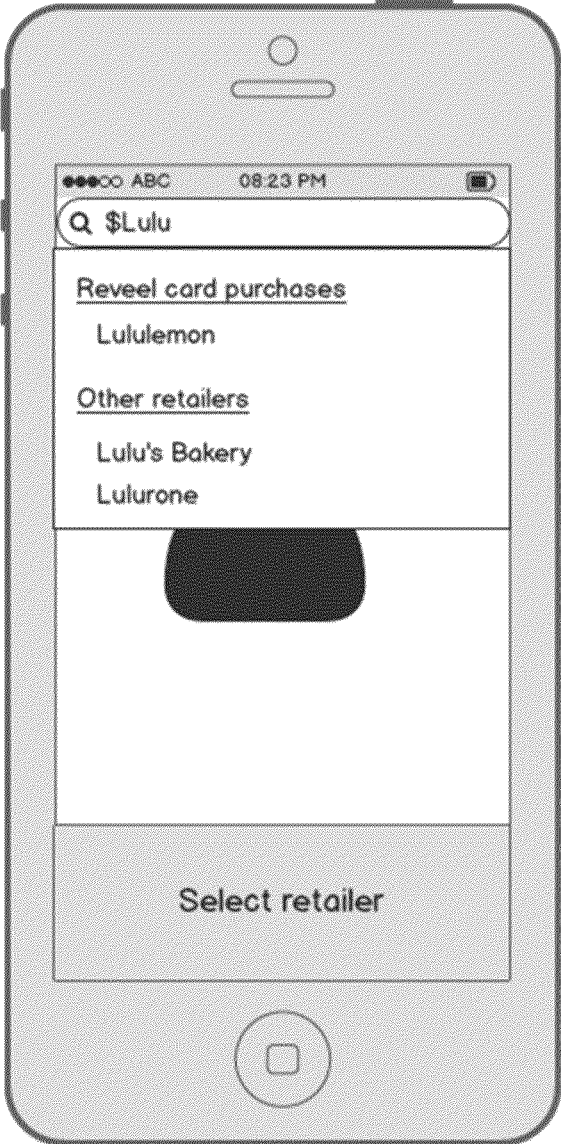 ABC 08:23 PM
$Lulu
Reveel card purchases
Lululemon
Other retailers
Lulu's Bakery
Lulurone
Select retailer